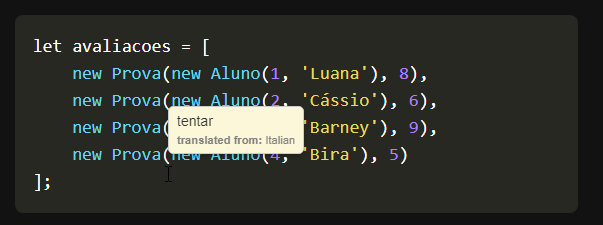 let avaliacoes = [
new Prova(new Aluno(1, 'Luana'), 8),
new Prova(new Aluno(2, 'Cássio'), 6),
tentar
new Prova( 'Barney'), 9),
translated from: Italian
new Prova(new Aluno(4, 'Bira'), 5)
];